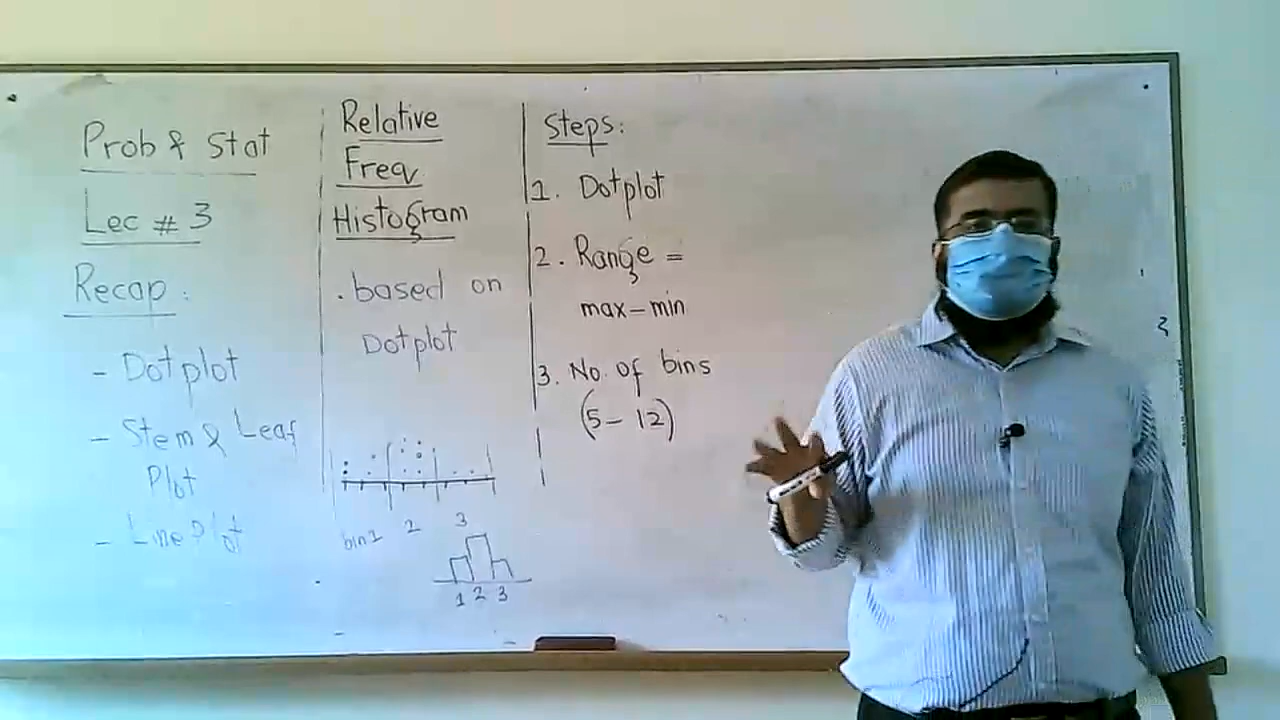 Prob & Stat
Lec # 3
Recap:
- Dotplot
- Stem & Leaf
Plot
- Line Plot
Relative
Freq
Histogram
. based on
Dotplot
bin1 2 3
1 2 3
Steps:
1. Dotplot
2. Range =
max-min
3. No. of bins
(5-12)